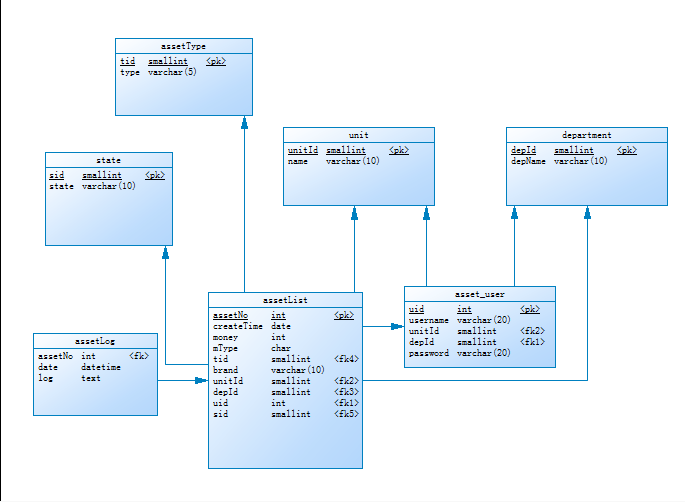 assetType
tid smallint <pk>
type varchar(5)
unit
unitId smallint <pk>
name varchar(10)
department
depId smallint <pk>
depName varchar(10)
state
sid smallint <pk>
state varchar(10)
assetList
assetNo int <pk>
createTime date
money int
mType char
tid smallint <fk4>
brand varchar(10)
unitId smallint <fk2>
depId smallint <fk3>
uid int <fk1>
sid smallint <fk5>
asset_user
uid int <pk>
username varchar(20)
unitId smallint <fk2>
depId smallint <fk1>
password varchar(20)
assetLog
assetNo int <fk>
date datetime
log text